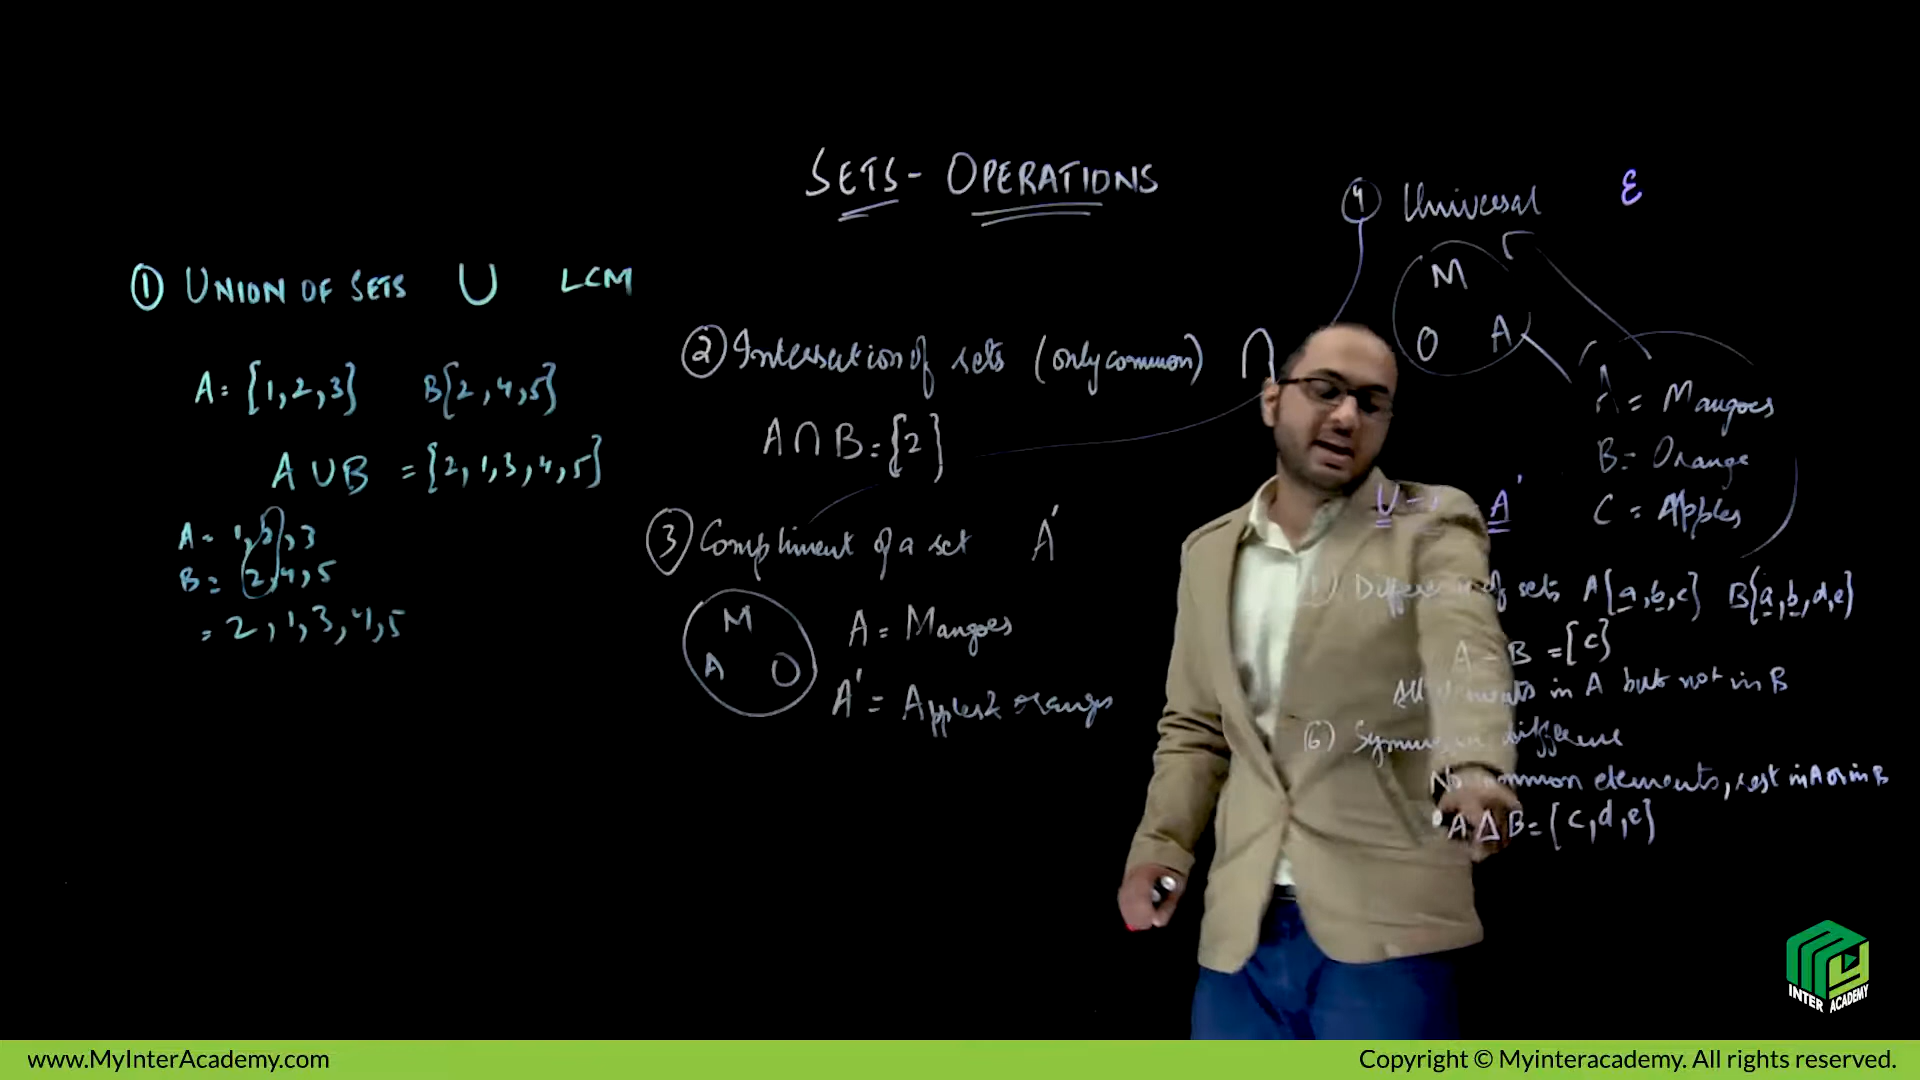 SETS - OPERATIONS
① UNION OF SETS U LCM
A = {1, 2, 3} B{2, 4, 5}
A ∪ B = {2, 1, 3, 4, 5}
A = 1, 2, 3
B = 2, 4, 5
= 2, 1, 3, 4, 5
② Intersection of sets (only common) ∩
A ∩ B = {2}
③ Compliment of a set A'
M
A O
A = Mangoes
A' = Apples & oranges
④ Universal ε
M
O A
A = Mangoes
B = Orange
C = Apples
U - A'
of sets A{a, b, c} B{a, b, d, e}
A - B = {c}
in A but not in B
(6) difference
common elements, rest in A or in B
A Δ B = {c, d, e}
INTER ACADEMY
www.MyInterAcademy.com
Copyright © Myinteracademy. All rights reserved.